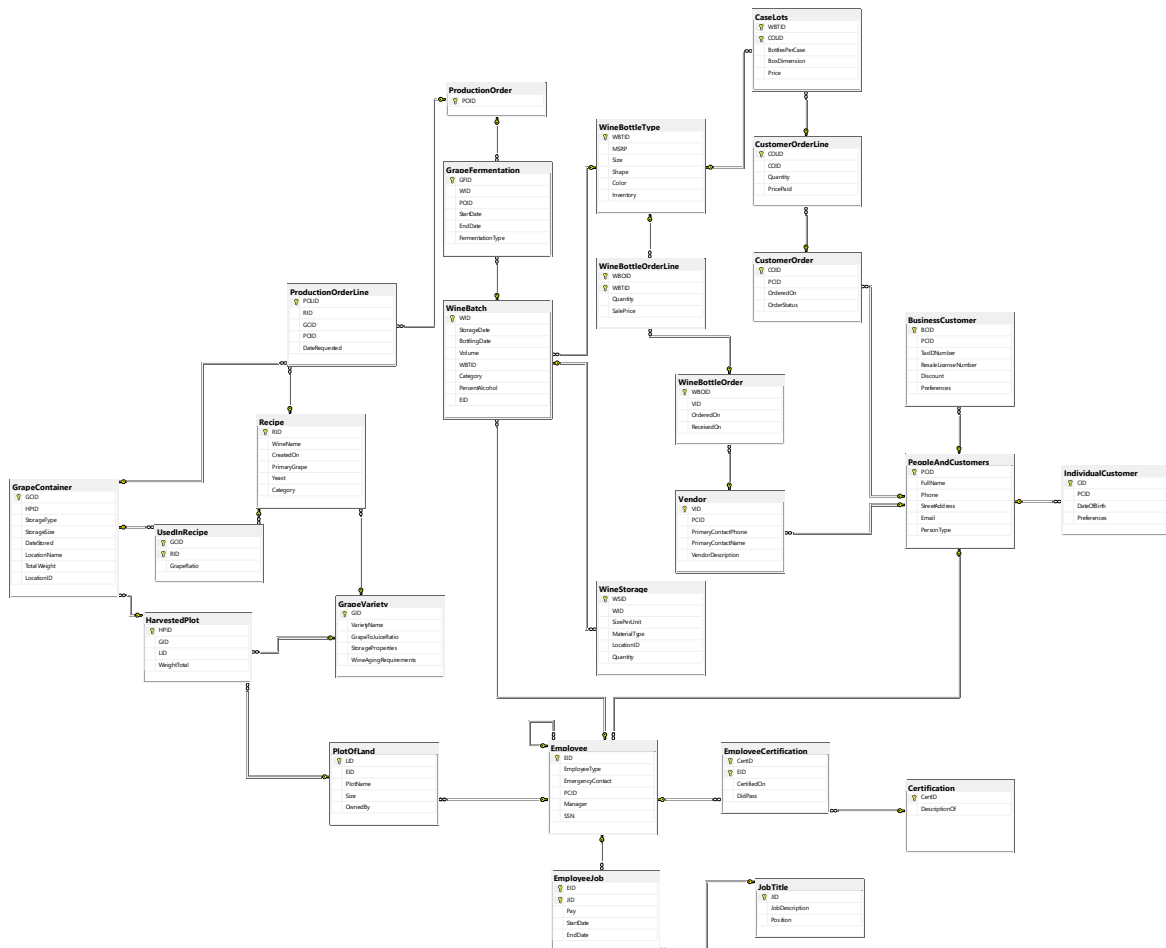 CaseLots
WBTID
COLID
BottlesPerCase
BoxDimension
Price
ProductionOrder
POID
WineBottleType
WBTID
MSRP
Size
Shape
Color
Inventory
CustomerOrderLine
COLID
COID
Quantity
PricePaid
GrapeFermentation
GFID
WID
POID
StartDate
EndDate
FermentationType
WineBottleOrderLine
WBOID
WBTID
Quantity
SalePrice
CustomerOrder
COID
PCID
OrderedOn
OrderStatus
ProductionOrderLine
POLID
RID
GCID
POID
DateRequested
WineBatch
WID
StorageDate
BottlingDate
Volume
WBTID
Category
PercentAlcohol
EID
BusinessCustomer
BCID
PCID
TaxIDNumber
ResaleLicenseNumber
Discount
Preferences
WineBottleOrder
WBOID
VID
OrderedOn
ReceivedOn
Recipe
RID
WineName
CreatedOn
PrimaryGrape
Yeast
Category
PeopleAndCustomers
PCID
FullName
Phone
StreetAddress
Email
PersonType
IndividualCustomer
CID
PCID
DateOfBirth
Preferences
GrapeContainer
GCID
HPID
StorageType
StorageSize
DateStored
LocationName
TotalWeight
LocationID
Vendor
VID
PCID
PrimaryContactPhone
PrimaryContactName
VendorDescription
UsedInRecipe
GCID
RID
GrapeRatio
WineStorage
WSID
WID
SizePerUnit
MaterialType
LocationID
Quantity
GrapeVariety
GID
VarietyName
GrapeToJuiceRatio
StorageProperties
WineAgingRequirements
HarvestedPlot
HPID
GID
LID
WeightTotal
PlotOfLand
LID
EID
PlotName
Size
OwnedBy
Employee
EID
EmployeeType
EmergencyContact
PCID
Manager
SSN
EmployeeCertification
CertID
EID
CertifiedOn
DidPass
Certification
CertID
DescriptionOf
EmployeeJob
EID
JID
Pay
StartDate
EndDate
JobTitle
JID
JobDescription
Position